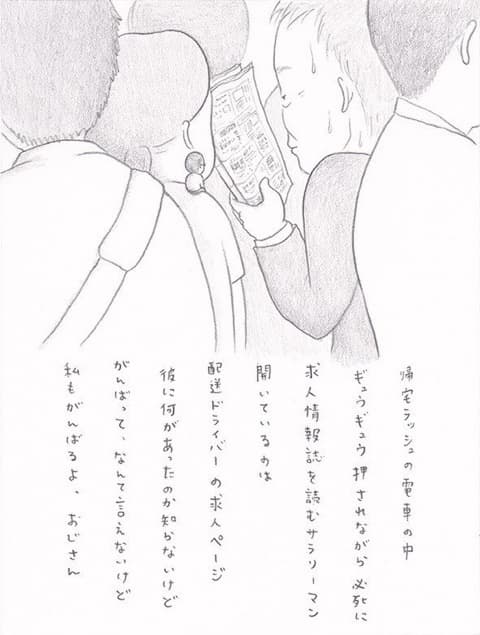 帰宅ラッシュの電車の中
ギュウギュウ押されながら必死に
求人情報誌を読むサラリーマン
開いているのは
配送ドライバーの求人ページ
彼に何があったのか知らないけど
がんばって、なんて言えないけど
私もがんばるよ、おじさん